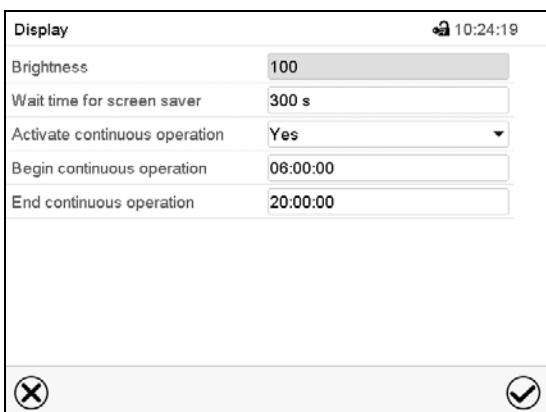 Display 10:24:19
Brightness 100
Wait time for screen saver 300 s
Activate continuous operation Yes
Begin continuous operation 06:00:00
End continuous operation 20:00:00